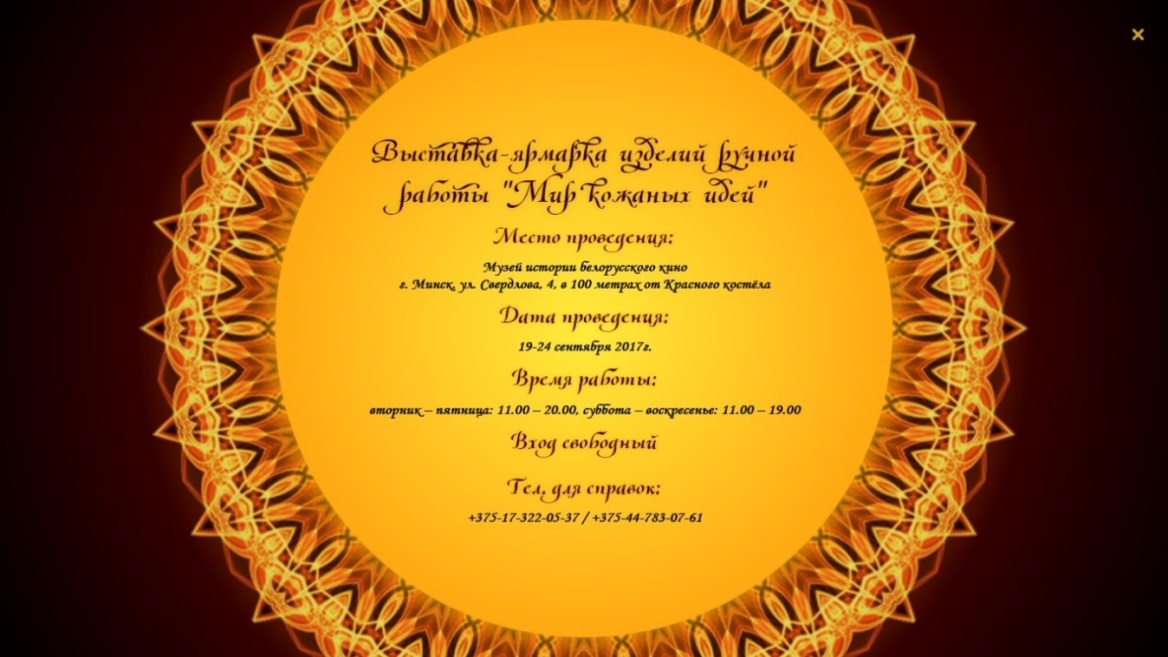 Выставка-ярмарка изделий ручной
работы "Мир кожаных идей"
Место проведения:
Музей истории белорусского кино
г. Минск, ул. Свердлова, 4, в 100 метрах от Красного костёла
Дата проведения:
19-24 сентября 2017г.
Время работы:
вторник – пятница: 11.00 – 20.00, суббота – воскресенье: 11.00 – 19.00
Вход свободный
Тел. для справок:
+375-17-322-05-37 / +375-44-783-07-61